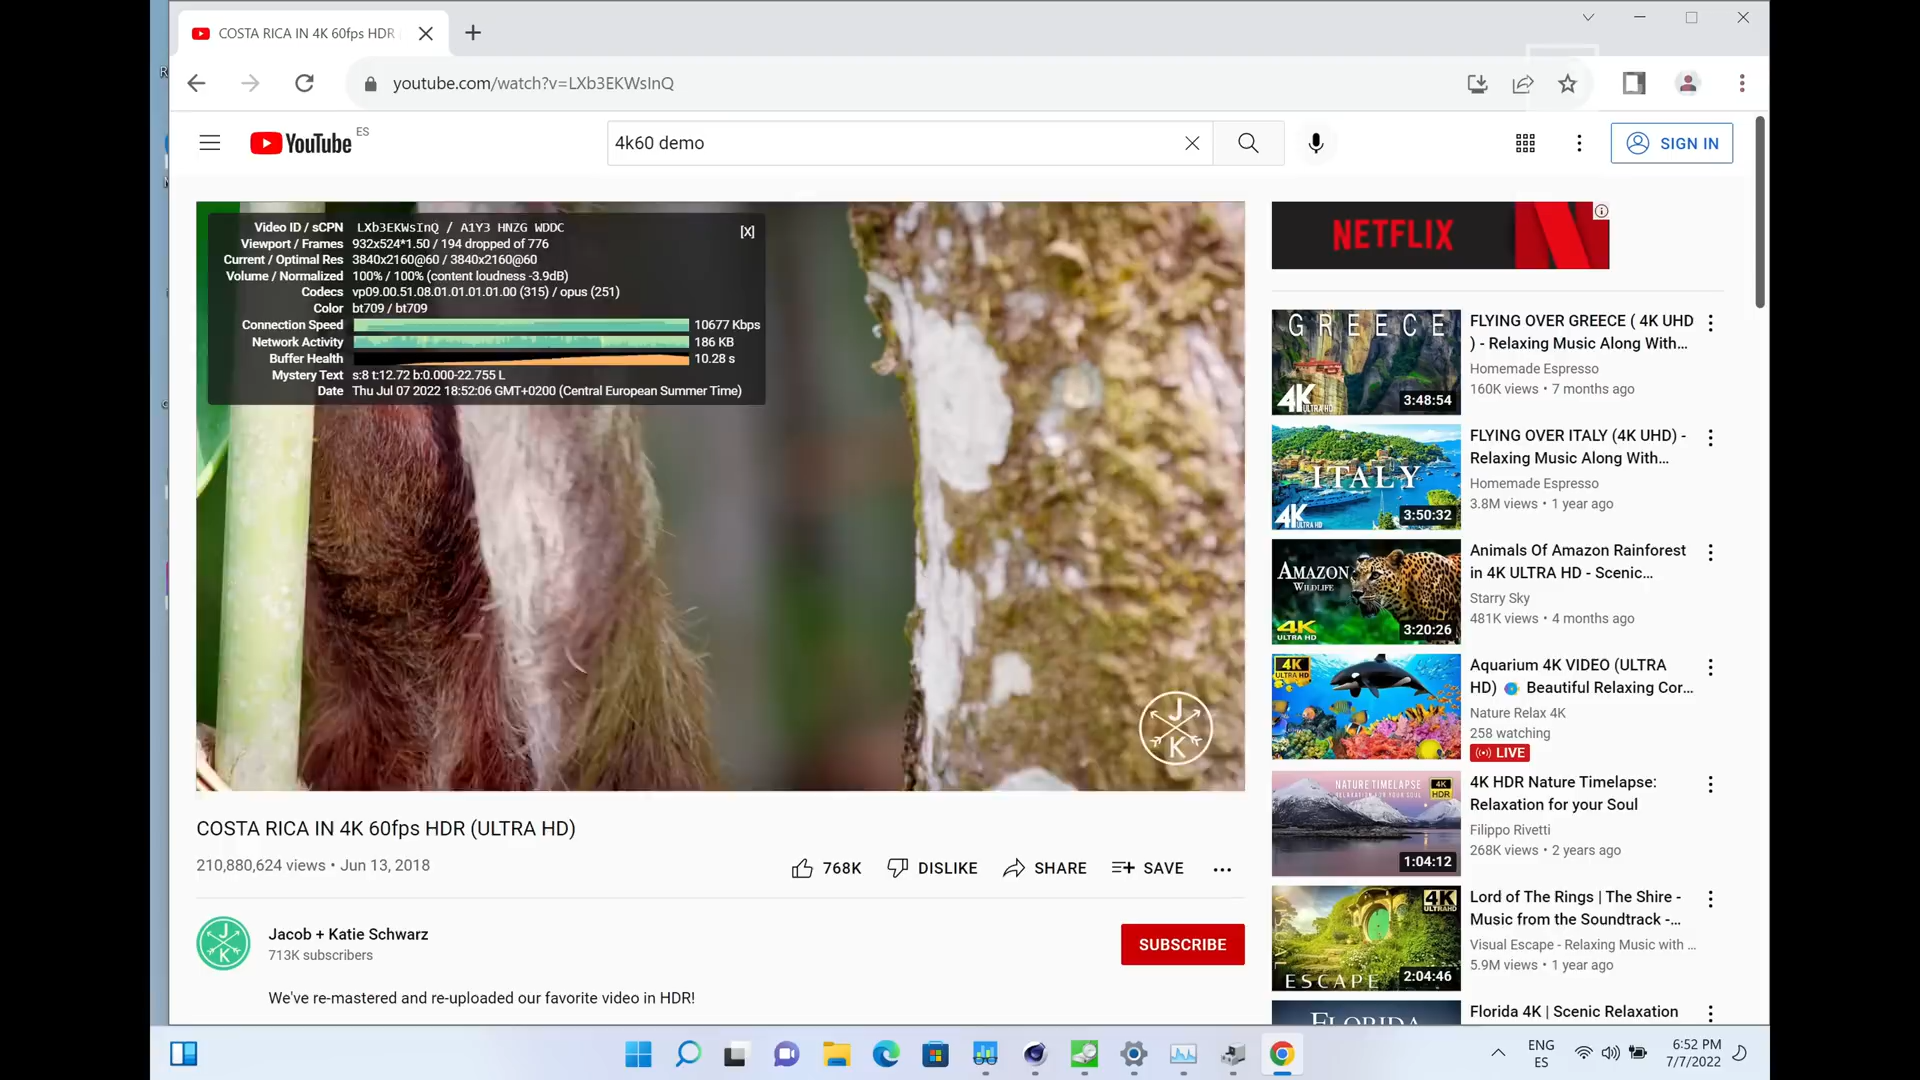 COSTA RICA IN 4K 60fps HDR
youtube.com/watch?v=LXb3EKWsInQ
YouTube ES
4k60 demo
SIGN IN
Video ID / sCPN LXb3EKWsInQ / A1Y3 HNZG WDDC
[X]
Viewport / Frames 932x524*1.50 / 194 dropped of 776
Current / Optimal Res 3840x2160@60 / 3840x2160@60
Volume / Normalized 100% / 100% (content loudness -3.9dB)
Codecs vp09.00.51.08.01.01.01.01.00 (315) / opus (251)
Color bt709 / bt709
Connection Speed 10677 Kbps
Network Activity 186 KB
Buffer Health 10.28 s
Mystery Text s:8 t:12.72 b:0.000-22.755 L
Date Thu Jul 07 2022 18:52:06 GMT+0200 (Central European Summer Time)
J
K
COSTA RICA IN 4K 60fps HDR (ULTRA HD)
210,880,624 views • Jun 13, 2018
768K
DISLIKE
SHARE
SAVE
J
K
Jacob + Katie Schwarz
713K subscribers
SUBSCRIBE
We've re-mastered and re-uploaded our favorite video in HDR!
NETFLIX
GREECE
4K
ULTRA HD
3:48:54
FLYING OVER GREECE ( 4K UHD
) - Relaxing Music Along With...
Homemade Espresso
160K views • 7 months ago
ITALY
4K
ULTRA HD
3:50:32
FLYING OVER ITALY (4K UHD) -
Relaxing Music Along With...
Homemade Espresso
3.8M views • 1 year ago
AMAZON
WILDLIFE
4K
ULTRA HD
3:20:26
Animals Of Amazon Rainforest
in 4K ULTRA HD - Scenic...
Starry Sky
481K views • 4 months ago
4K
ULTRA HD
Aquarium 4K VIDEO (ULTRA
HD) Beautiful Relaxing Cor...
Nature Relax 4K
258 watching
LIVE
NATURE TIMELAPSE
RELAXATION FOR YOUR SOUL
4K
HDR
1:04:12
4K HDR Nature Timelapse:
Relaxation for your Soul
Filippo Rivetti
268K views • 2 years ago
4K
ULTRAHD
VISUAL
ESCAPE
2:04:46
Lord of The Rings | The Shire -
Music from the Soundtrack -...
Visual Escape - Relaxing Music with ...
5.9M views • 1 year ago
FLORIDA
Florida 4K | Scenic Relaxation
ENG
ES
6:52 PM
7/7/2022